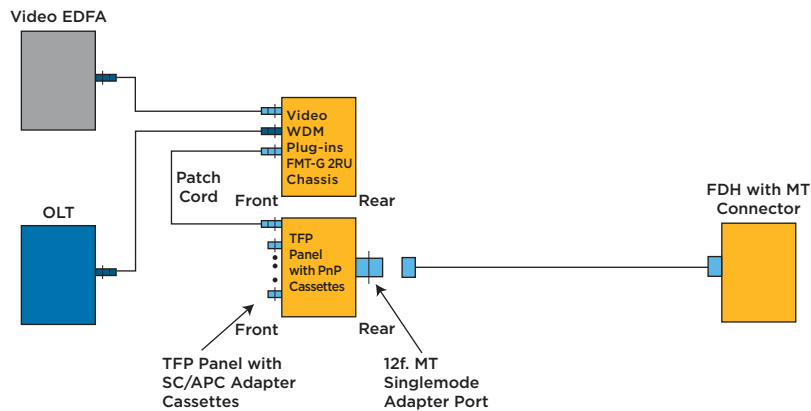 Video EDFA
Video
WDM
Plug-ins
FMT-G 2RU
Chassis
Patch
Cord
Front
Rear
OLT
TFP
Panel
with PnP
Cassettes
FDH with MT
Connector
Front
Rear
TFP Panel with
SC/APC Adapter
Cassettes
12f. MT
Singlemode
Adapter Port